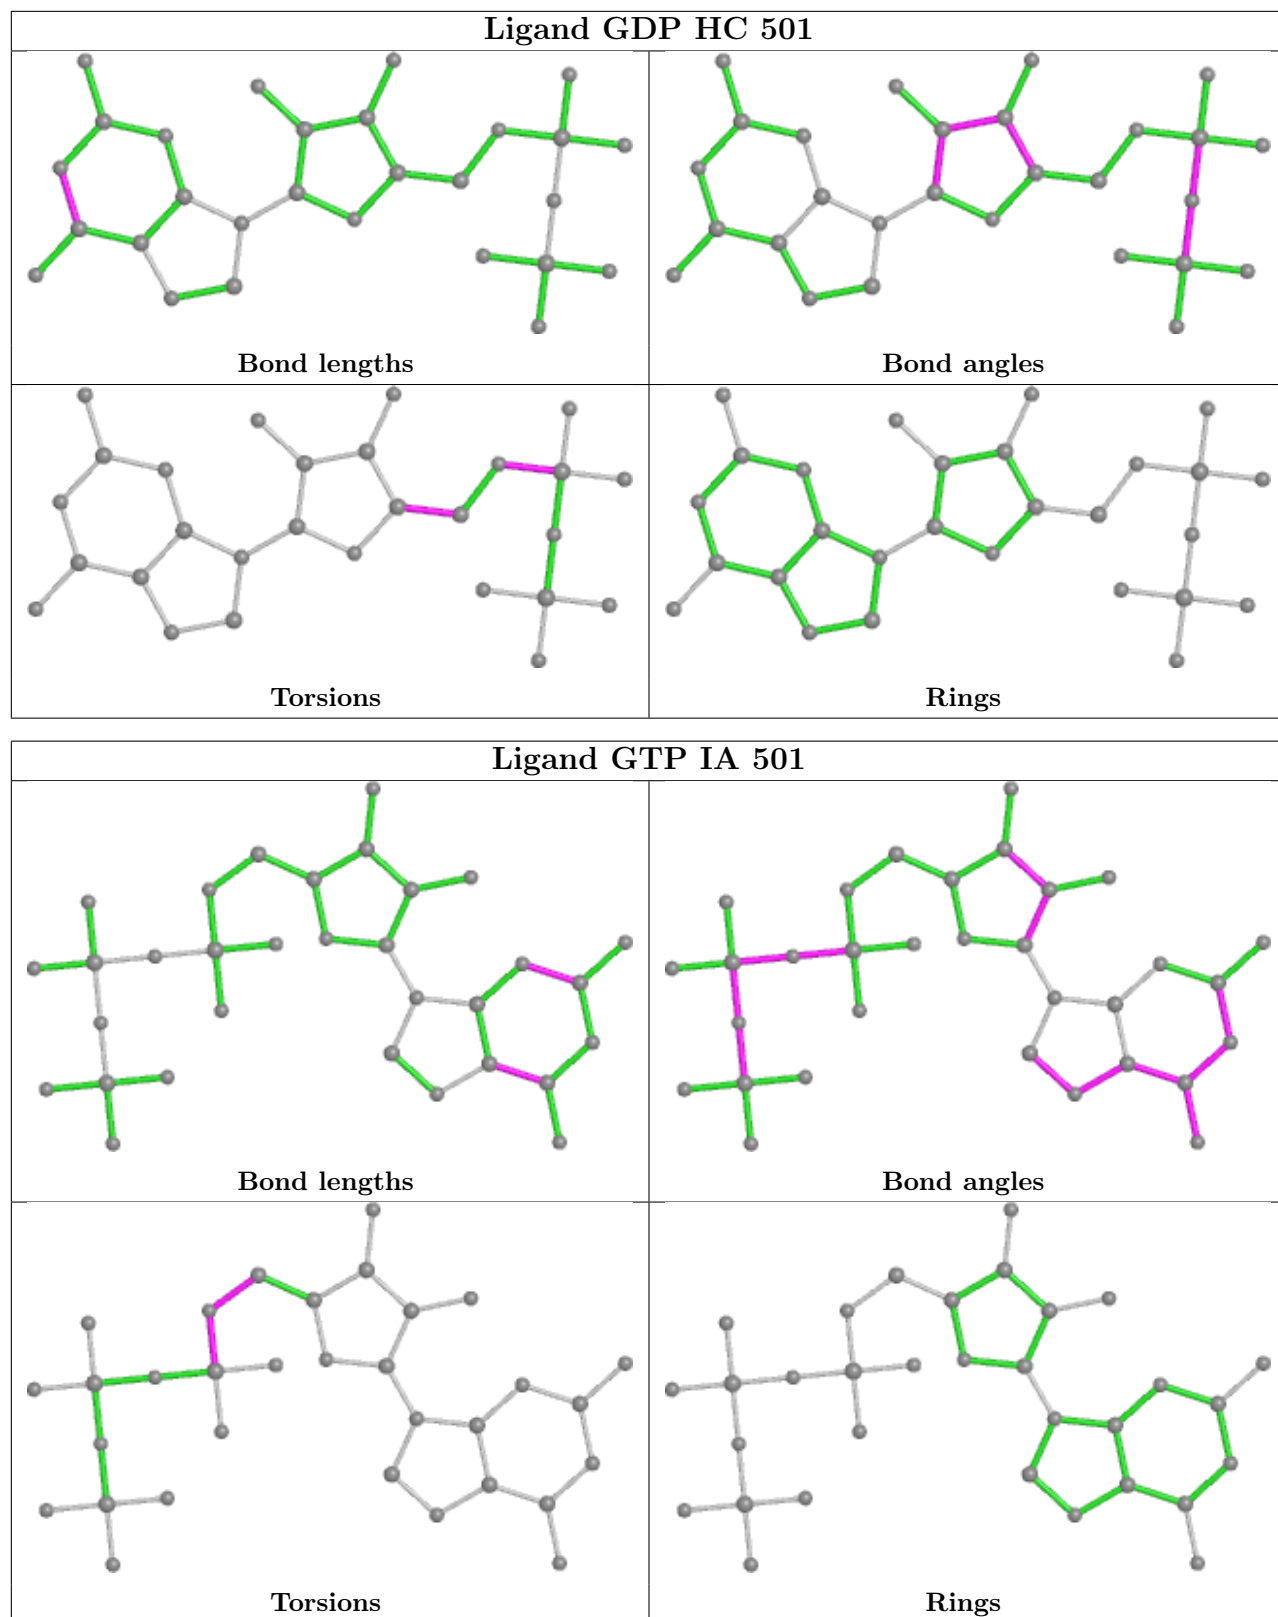 Ligand GDP HC 501
Bond lengths
Bond angles
Torsions
Rings
Ligand GTP IA 501
Bond lengths
Bond angles
Torsions
Rings